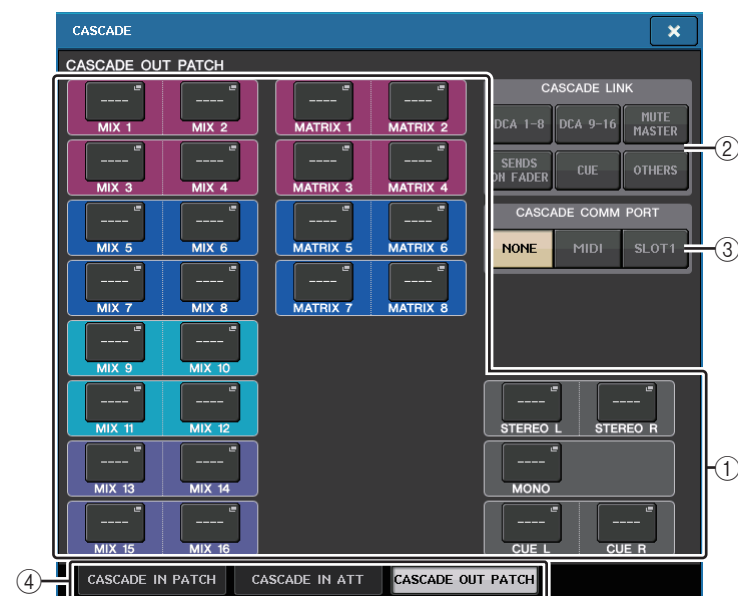 CASCADE
CASCADE OUT PATCH
---- ---- ---- ----
MIX 1 MIX 2 MATRIX 1 MATRIX 2
---- ---- ---- ----
MIX 3 MIX 4 MATRIX 3 MATRIX 4
---- ---- ---- ----
MIX 5 MIX 6 MATRIX 5 MATRIX 6
---- ---- ---- ----
MIX 7 MIX 8 MATRIX 7 MATRIX 8
---- ----
MIX 9 MIX 10
---- ----
MIX 11 MIX 12
---- ----
MIX 13 MIX 14
---- ----
MIX 15 MIX 16
CASCADE LINK
DCA 1-8 DCA 9-16 MUTE
MASTER
②
SENDS
ON FADER CUE OTHERS
CASCADE COMM PORT
NONE MIDI SLOT1
③
---- ----
STEREO L STEREO R
----
MONO
①
---- ----
CUE L CUE R
④
CASCADE IN PATCH CASCADE IN ATT CASCADE OUT PATCH